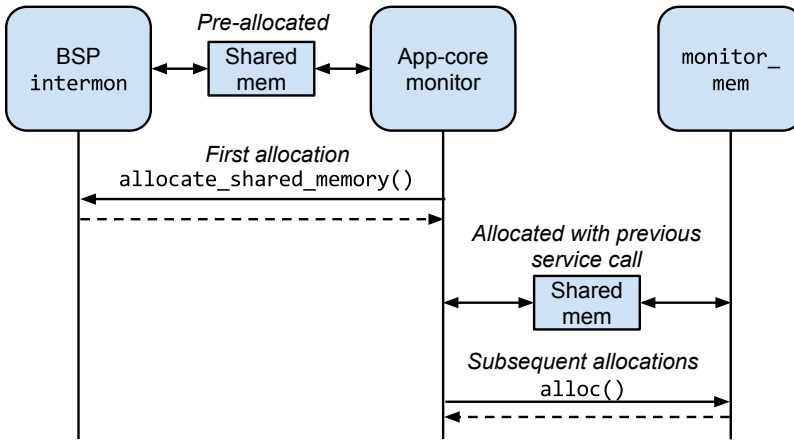 Pre-allocated
BSP
intermon
Shared
mem
App-core
monitor
monitor_
mem
First allocation
allocate_shared_memory()
Allocated with previous
service call
Shared
mem
Subsequent allocations
alloc()